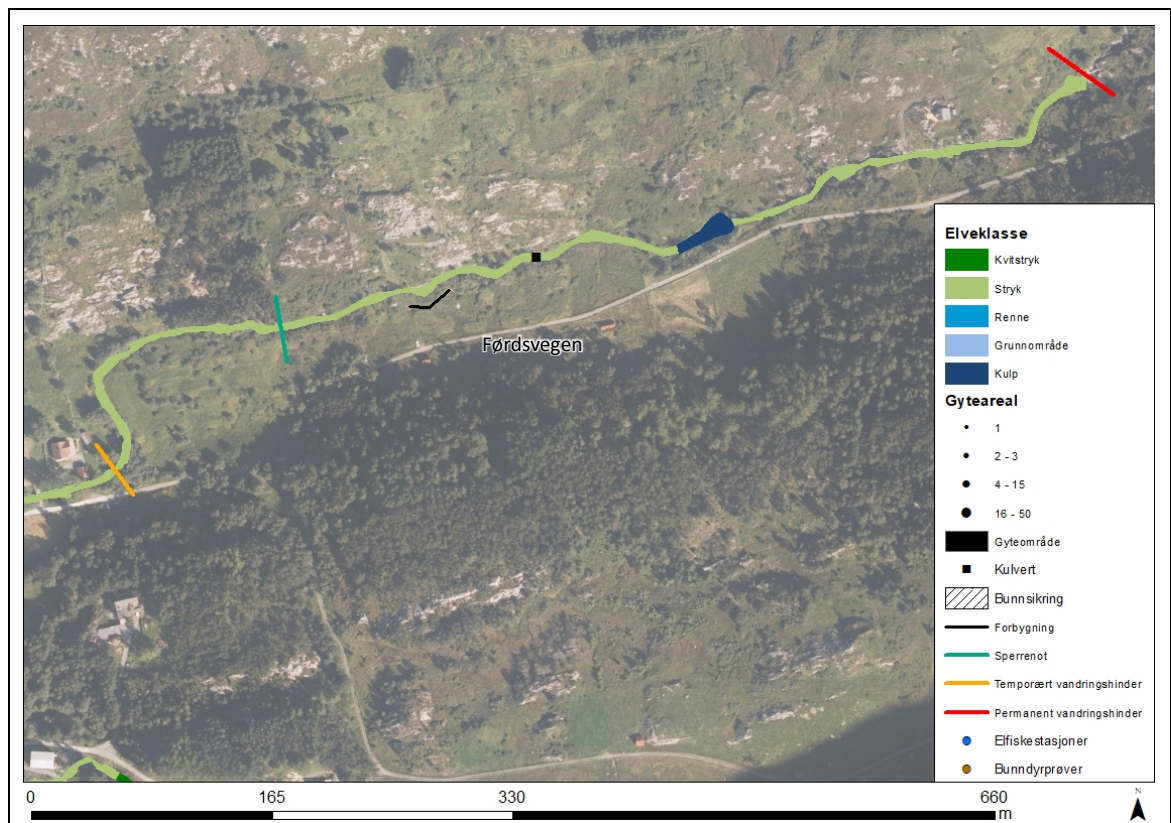 Førdsvegen
Elveklasse
Kvitstryk
Stryk
Renne
Grunnområde
Kulp
Gyteareal
1
2 - 3
4 - 15
16 - 50
Gyteområde
Kulvert
Bunnsikring
Forbygning
Sperrenot
Temporært vandringshinder
Permanent vandringshinder
Elfiskestasjoner
Bunndyrprøver
0 165 330 660
m
N